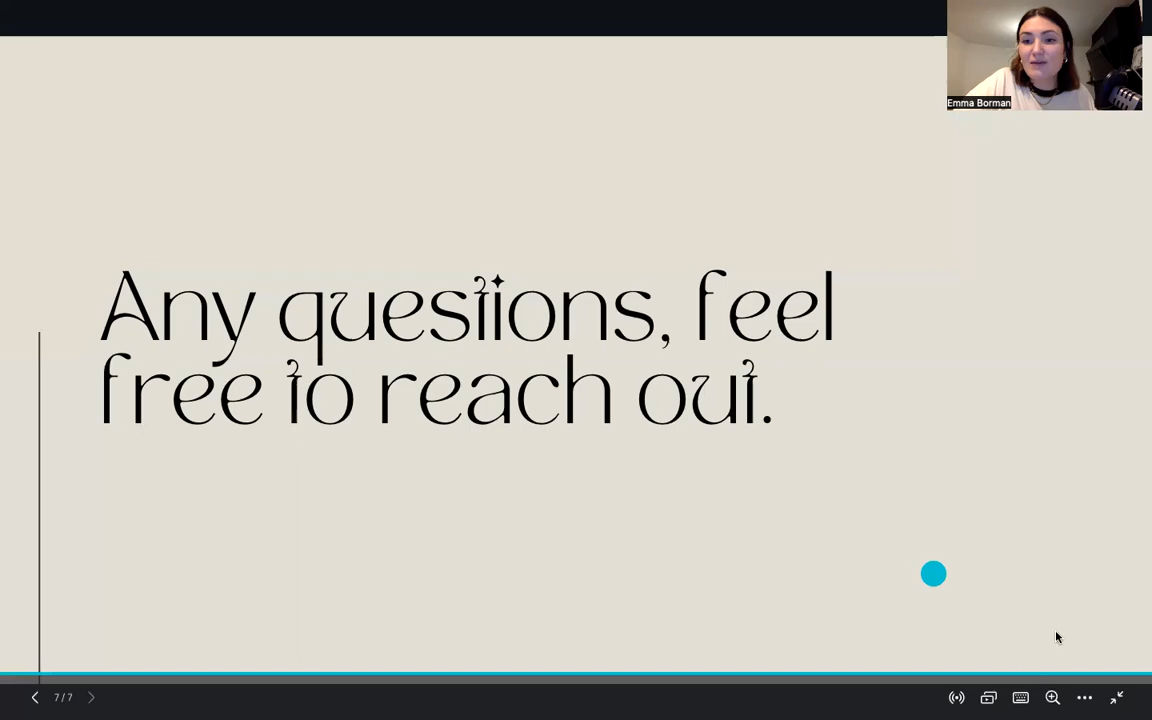 Emma Borman
Any questions, feel
free to reach out.
7/7